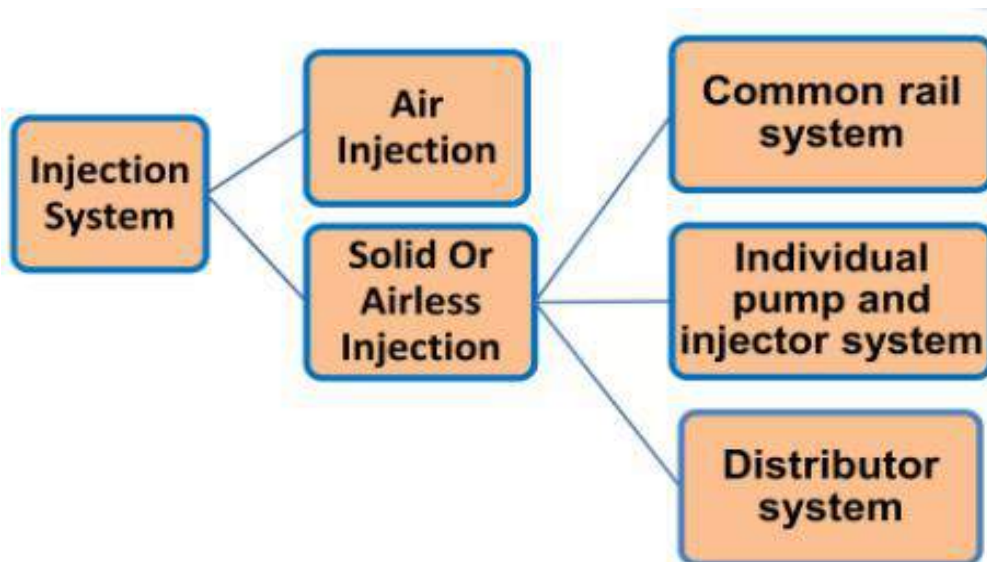 Injection
System
Air
Injection
Solid Or
Airless
Injection
Common rail
system
Individual
pump and
injector system
Distributor
system